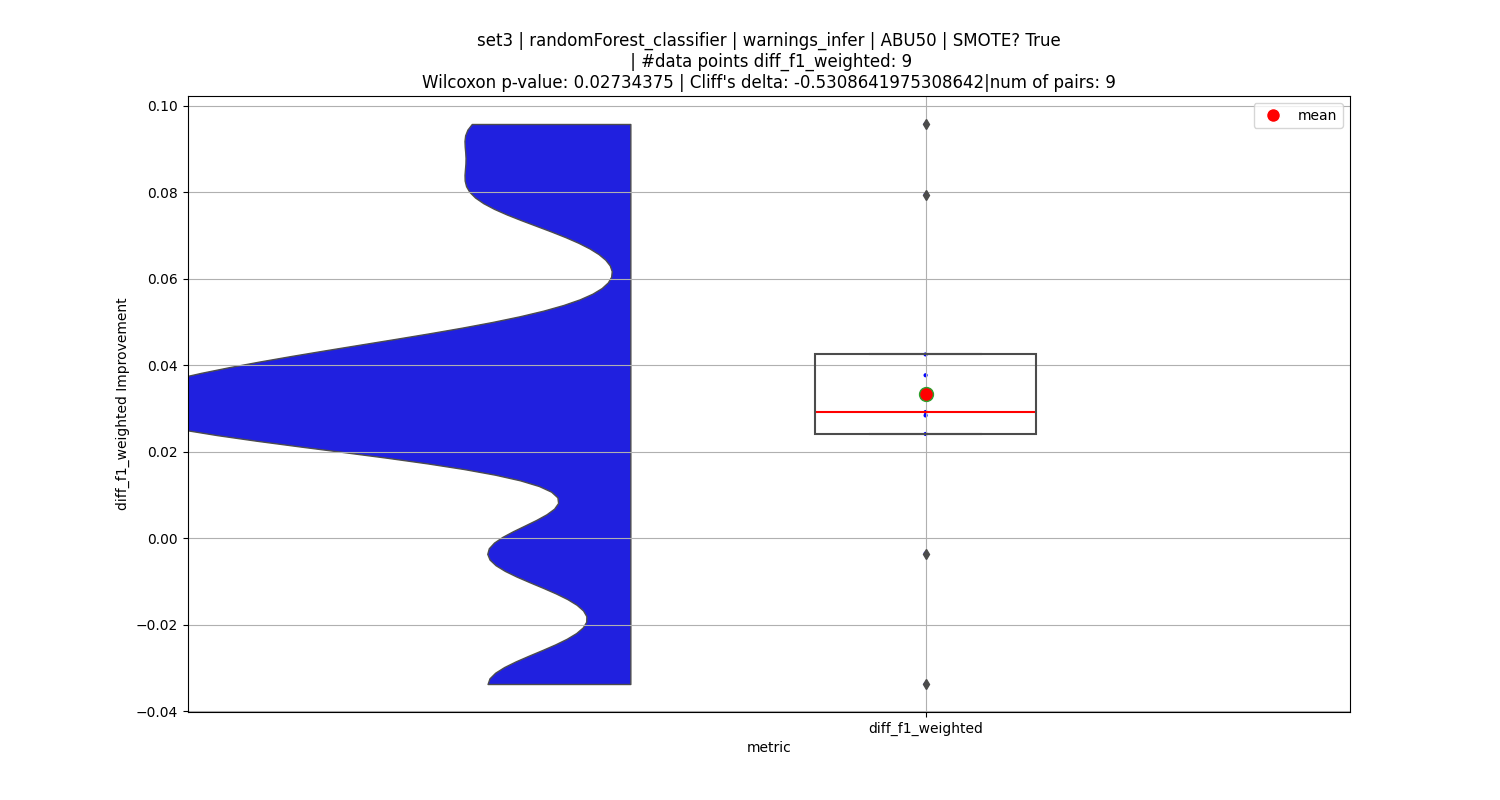 set3 | randomForest_classifier | warnings_infer | ABU50 | SMOTE? True
| #data points diff_f1_weighted: 9
Wilcoxon p-value: 0.02734375 | Cliff's delta: -0.5308641975308642|num of pairs: 9
mean
0.10
0.08
0.06
0.04
0.02
0.00
−0.02
−0.04
diff_f1_weighted Improvement
diff_f1_weighted
metric